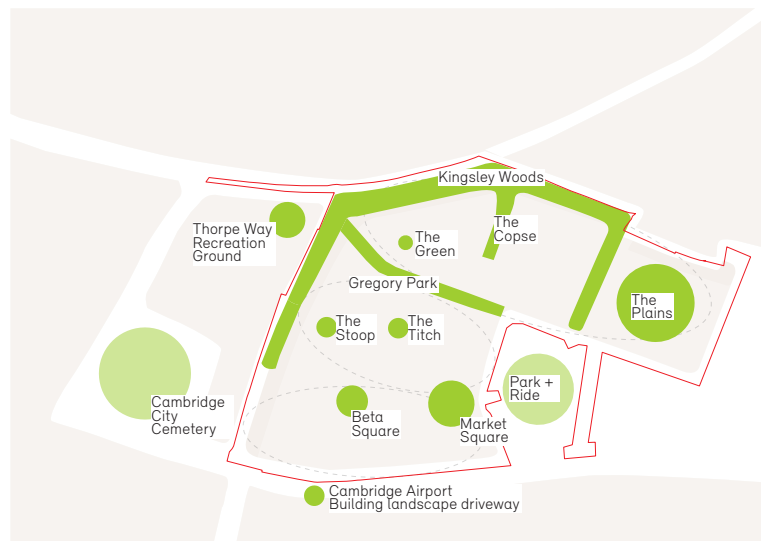 Kingsley Woods
Thorpe Way
Recreation
Ground
The
Green
The
Copse
Gregory Park
The
Plains
The
Stoop
The
Titch
Cambridge
City
Cemetery
Park +
Ride
Beta
Square
Market
Square
Cambridge Airport
Building landscape driveway